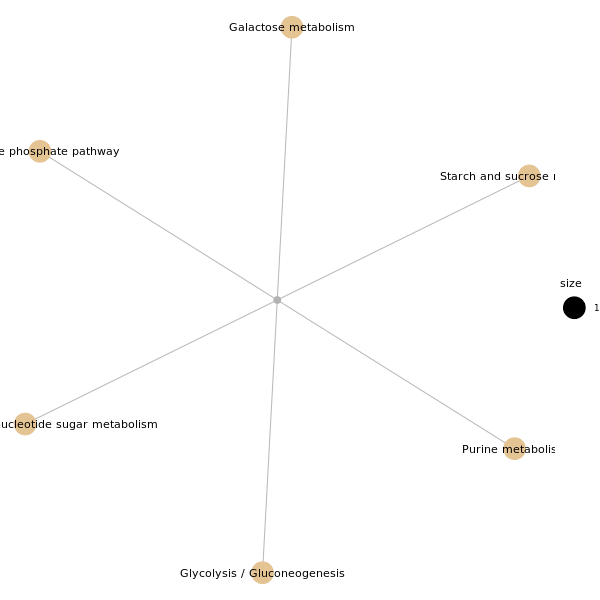 Galactose metabolism
e phosphate pathway
Starch and sucrose
size
1
ucleotide sugar metabolism
Purine metabolis
Glycolysis / Gluconeogenesis